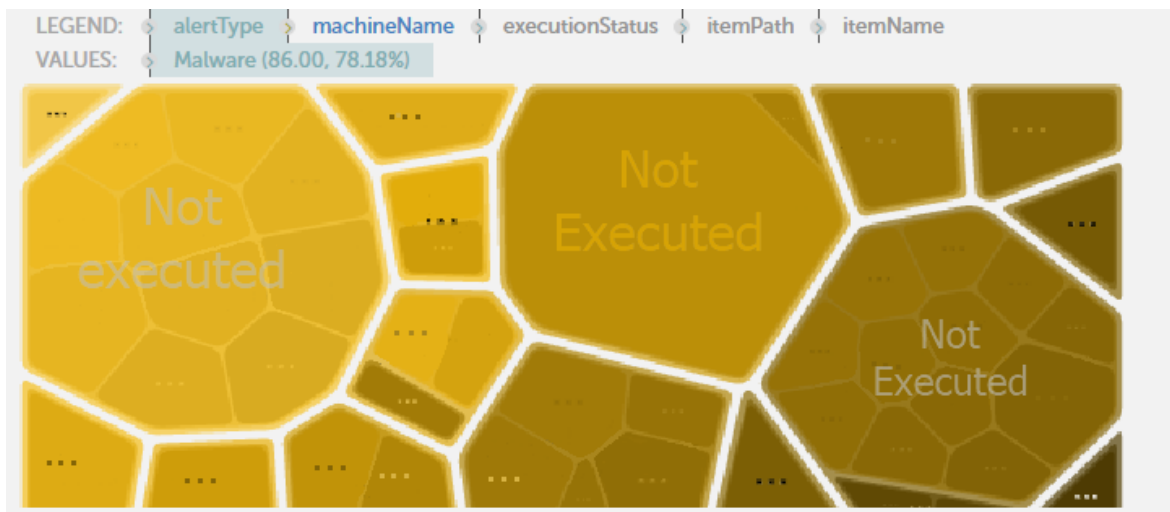 LEGEND: alertType machineName executionStatus itemPath itemName
VALUES: Malware (86.00, 78.18%)
Not
executed
Not
Executed
Not
Executed